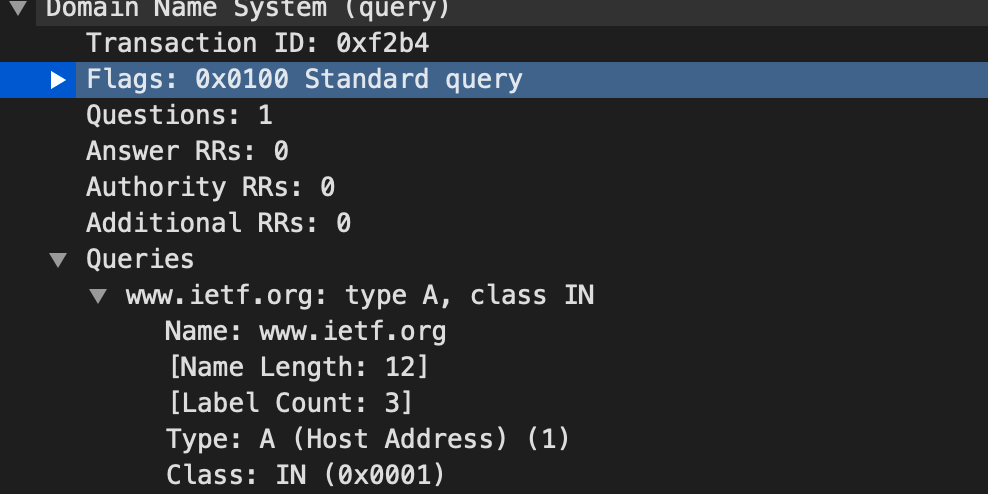 Domain Name System (query)
Transaction ID: 0xf2b4
Flags: 0x0100 Standard query
Questions: 1
Answer RRs: 0
Authority RRs: 0
Additional RRs: 0
Queries
www.ietf.org: type A, class IN
Name: www.ietf.org
[Name Length: 12]
[Label Count: 3]
Type: A (Host Address) (1)
Class: IN (0x0001)